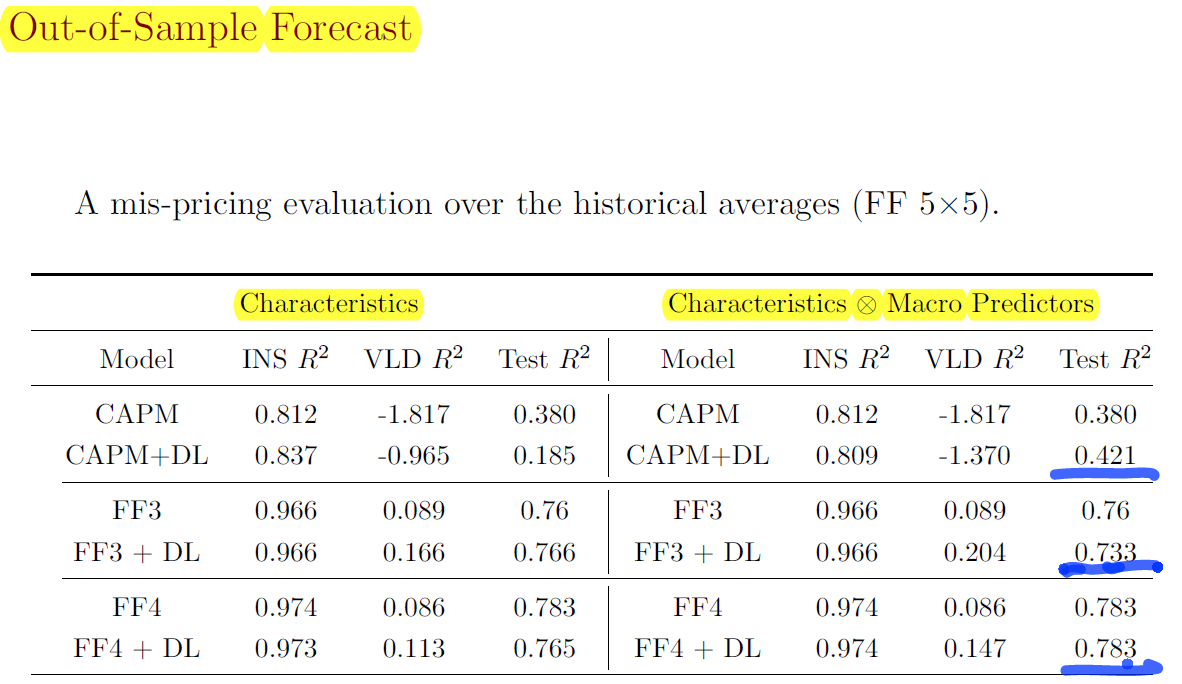 Out-of-Sample Forecast
A mis-pricing evaluation over the historical averages (FF 5×5).
Characteristics Characteristics ⊗ Macro Predictors
Model INS R² VLD R² Test R² Model INS R² VLD R² Test R²
CAPM 0.812 -1.817 0.380 CAPM 0.812 -1.817 0.380
CAPM+DL 0.837 -0.965 0.185 CAPM+DL 0.809 -1.370 0.421
FF3 0.966 0.089 0.76 FF3 0.966 0.089 0.76
FF3 + DL 0.966 0.166 0.766 FF3 + DL 0.966 0.204 0.733
FF4 0.974 0.086 0.783 FF4 0.974 0.086 0.783
FF4 + DL 0.973 0.113 0.765 FF4 + DL 0.974 0.147 0.783